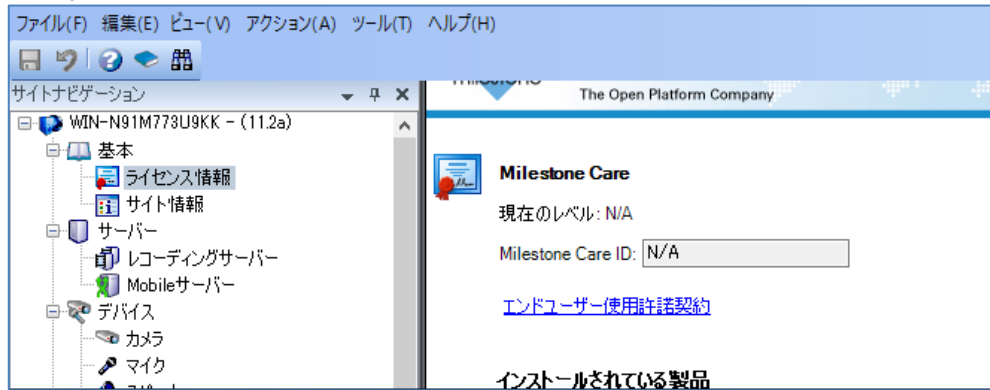 ファイル(F) 編集(E) ビュー(V) アクション(A) ツール(T) ヘルプ(H)
サイトナビゲーション
WIN-N91M773U9KK - (11.2a)
基本
ライセンス情報
サイト情報
サーバー
レコーディングサーバー
Mobileサーバー
デバイス
カメラ
マイク
The Open Platform Company
Milestone Care
現在のレベル: N/A
Milestone Care ID: N/A
エンドユーザー使用許諾契約
インストールされている製品